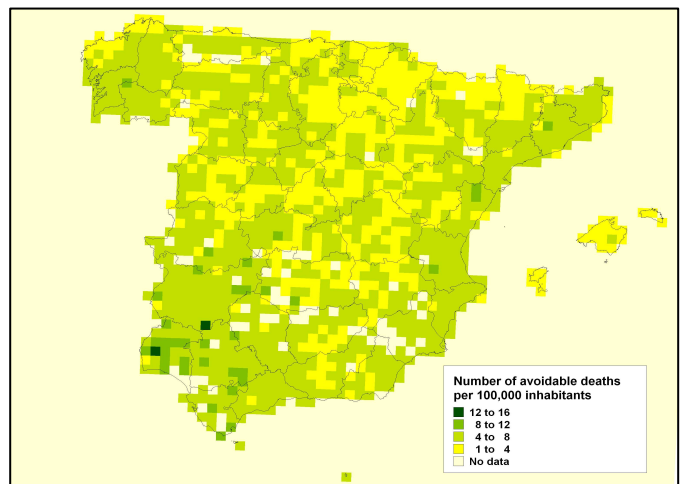 Number of avoidable deaths
per 100,000 inhabitants
12 to 16
8 to 12
4 to 8
1 to 4
No data